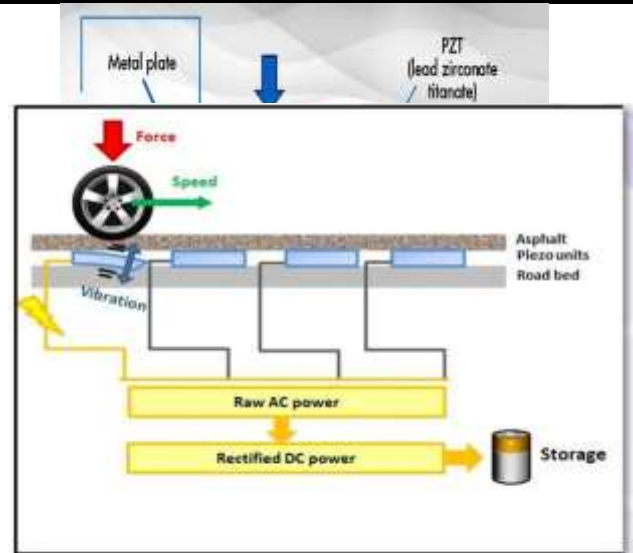 Metal plate
PZT
(lead zirconate
titanate)
Force
Speed
Asphalt
Piezo units
Road bed
Vibration
Raw AC power
Rectified DC power
Storage